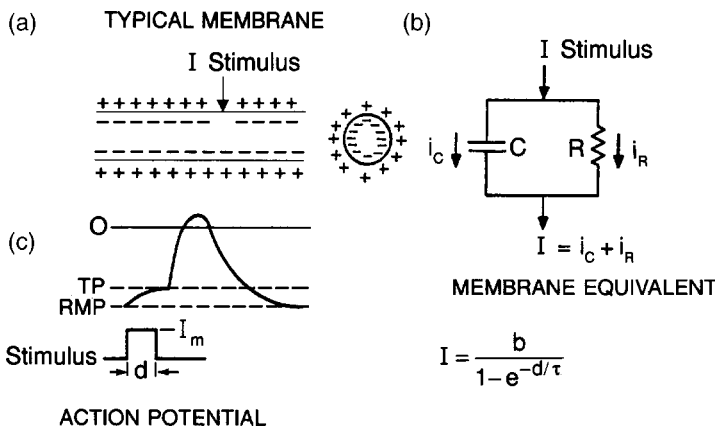 (a) TYPICAL MEMBRANE
I Stimulus
+ + + + + + + + + + +
− − − − − − − − − − −
− − − − − − − − − − − − −
+ + + + + + + + + + + + +
(b)
I Stimulus
i_C C R i_R
I = i_C + i_R
MEMBRANE EQUIVALENT
I = b / (1 − e^{−d/τ})
(c)
O
TP
RMP
I_m
Stimulus
d
ACTION POTENTIAL